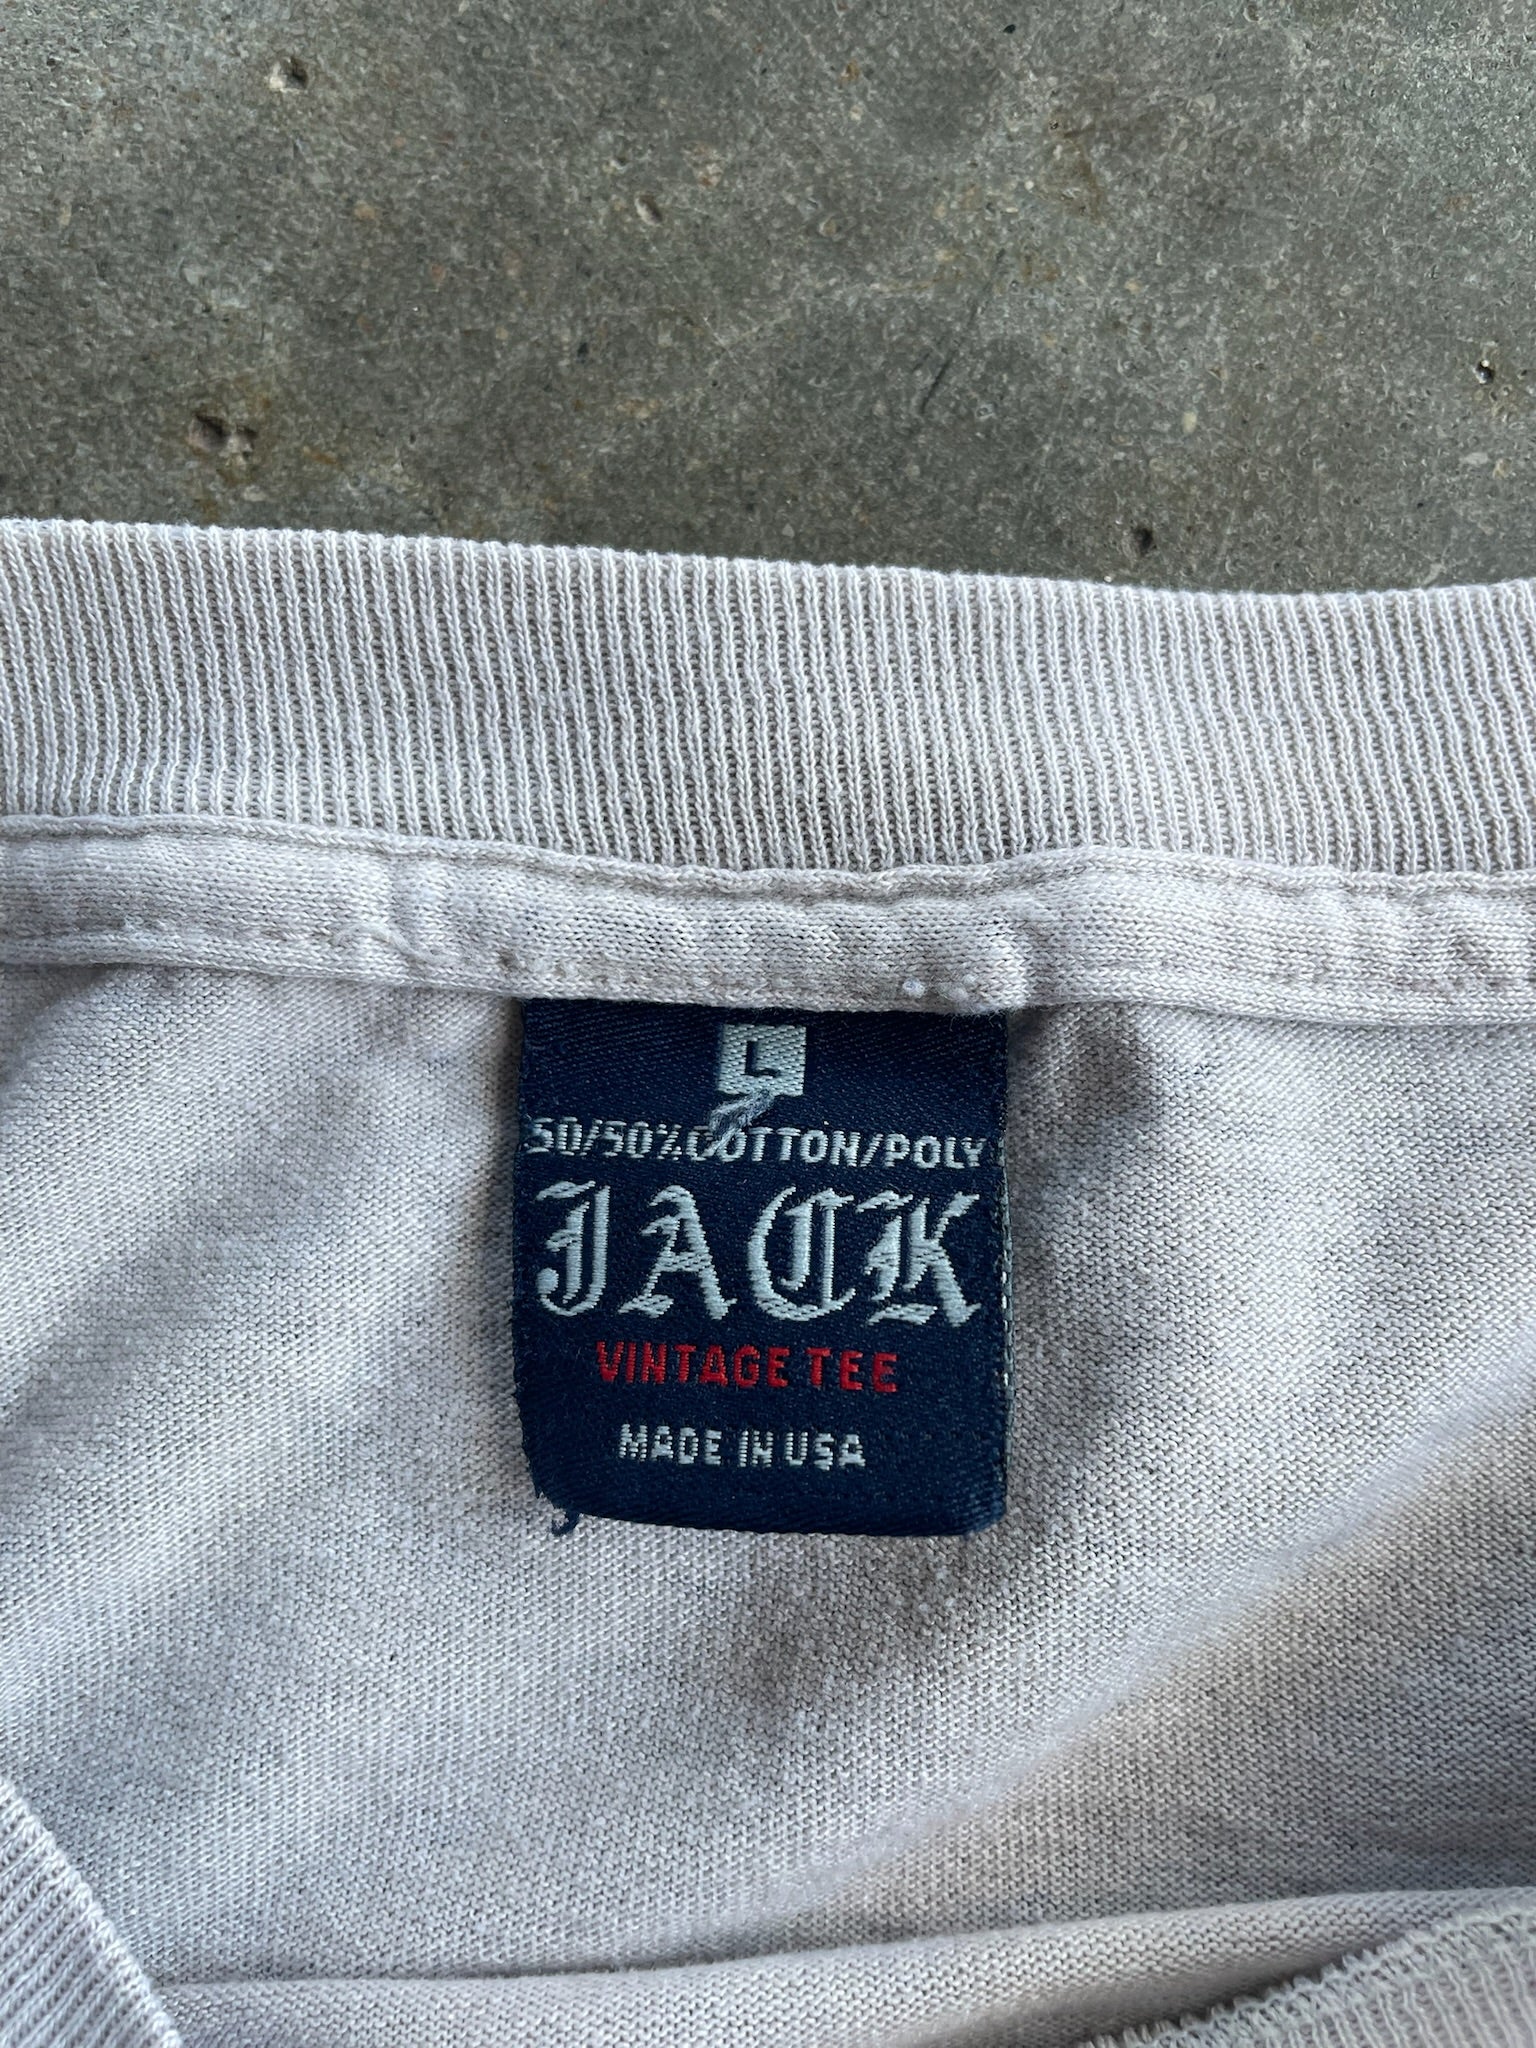 L
50/50% COTTON/POLY
JACK
VINTAGE TEE
MADE IN USA